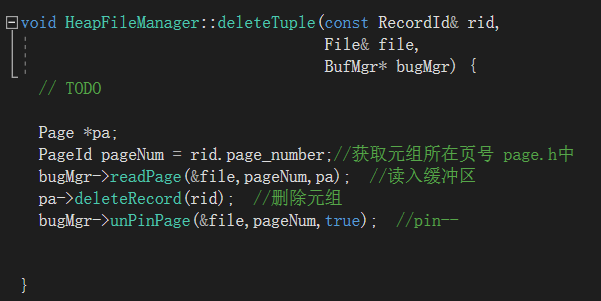 void HeapFileManager::deleteTuple(const RecordId& rid,
File& file,
BufMgr* bugMgr) {
// TODO
Page *pa;
PageId pageNum = rid.page_number;//获取元组所在页号 page.h中
bugMgr->readPage(&file,pageNum,pa); //读入缓冲区
pa->deleteRecord(rid); //删除元组
bugMgr->unPinPage(&file,pageNum,true); //pin--
}